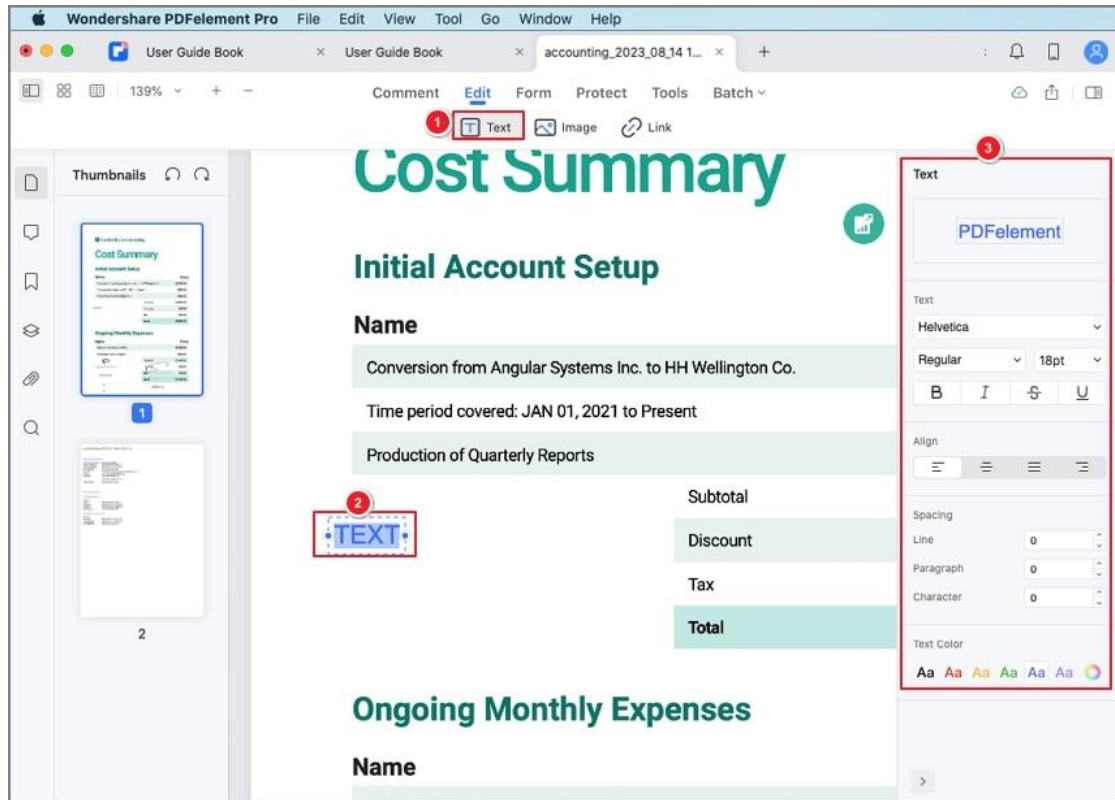 Wondershare PDFelement Pro File Edit View Tool Go Window Help
User Guide Book × User Guide Book × accounting_2023_08_14 1... × +
139% + −
Comment Edit Form Protect Tools Batch
1 Text Image Link
Thumbnails
Cost Summary
1
2
Cost Summary
Initial Account Setup
Name
Conversion from Angular Systems Inc. to HH Wellington Co.
Time period covered: JAN 01, 2021 to Present
Production of Quarterly Reports
Subtotal
2
TEXT
Discount
Tax
Total
Ongoing Monthly Expenses
Name
3
Text
PDFelement
Text
Helvetica
Regular 18pt
B I S U
Align
Spacing
Line 0
Paragraph 0
Character 0
Text Color
Aa Aa Aa Aa Aa Aa